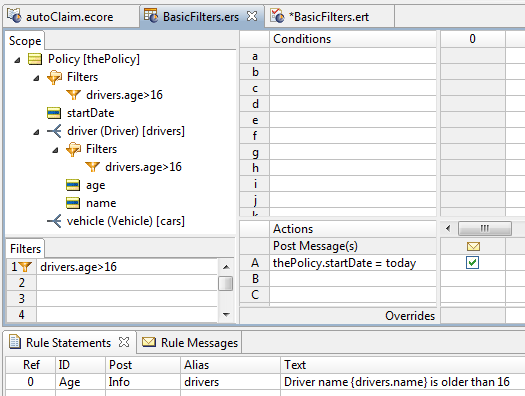 autoClaim.ecore BasicFilters.ers *BasicFilters.ert
Scope
Policy [thePolicy]
Filters
drivers.age>16
startDate
driver (Driver) [drivers]
Filters
drivers.age>16
age
name
vehicle (Vehicle) [cars]
Filters
1 drivers.age>16
2
3
4
Conditions 0
a
b
c
d
e
f
g
h
i
j
k
Actions
Post Message(s)
A thePolicy.startDate = today
B
C
Overrides
Rule Statements Rule Messages
Ref ID Post Alias Text
0 Age Info drivers Driver name {drivers.name} is older than 16